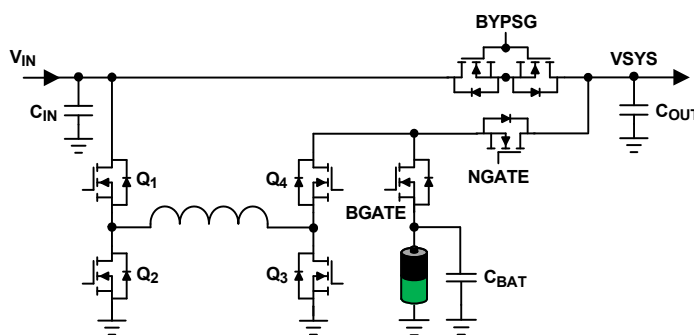 BYPSG
VIN
VSYS
CIN
COUT
NGATE
Q1
Q4
BGATE
Q2
Q3
CBAT